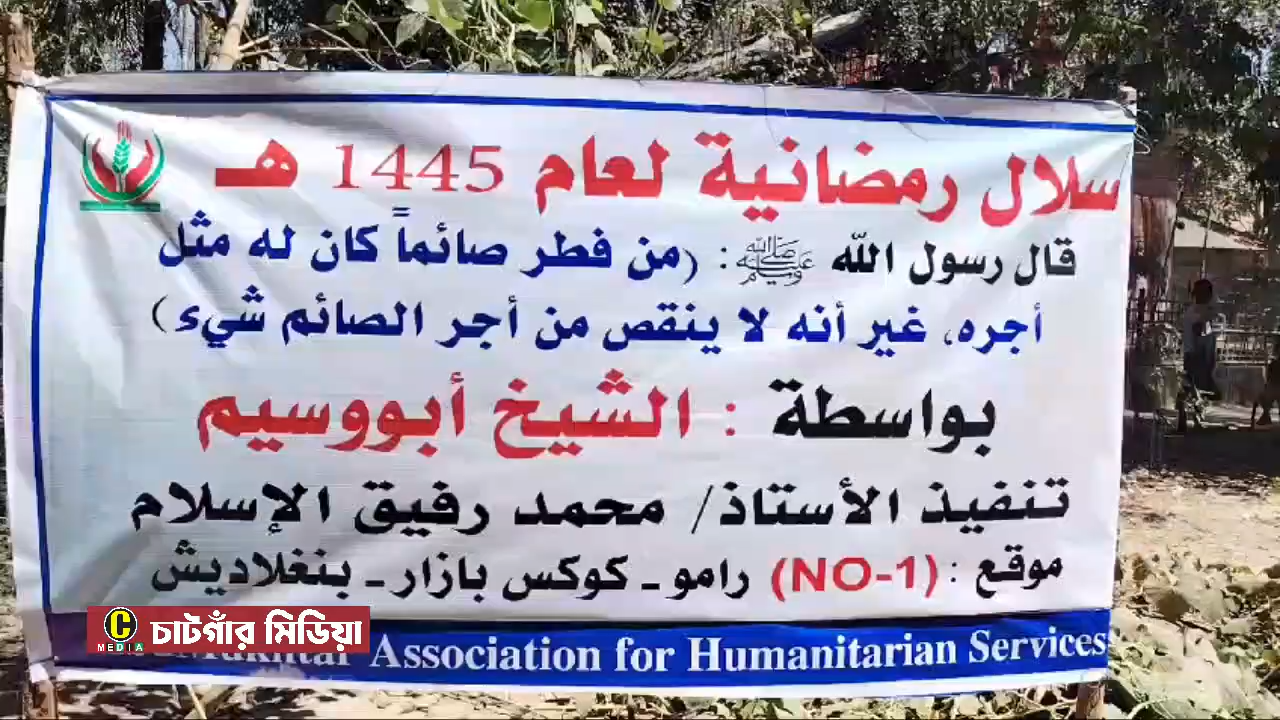 سلال رمضانية لعام 1445 هـ
قال رسول الله ﷺ: (من فطر صائماً كان له مثل
أجره، غير أنه لا ينقص من أجر الصائم شيء)
بواسطة : الشيخ أبووسيم
تنفيذ الأستاذ/ محمد رفيق الإسلام
موقع : (NO-1) رامو ـ كوكس بازار ـ بنغلاديش
Association for Humanitarian Services
C MEDIA চাটগাঁর মিডিয়া